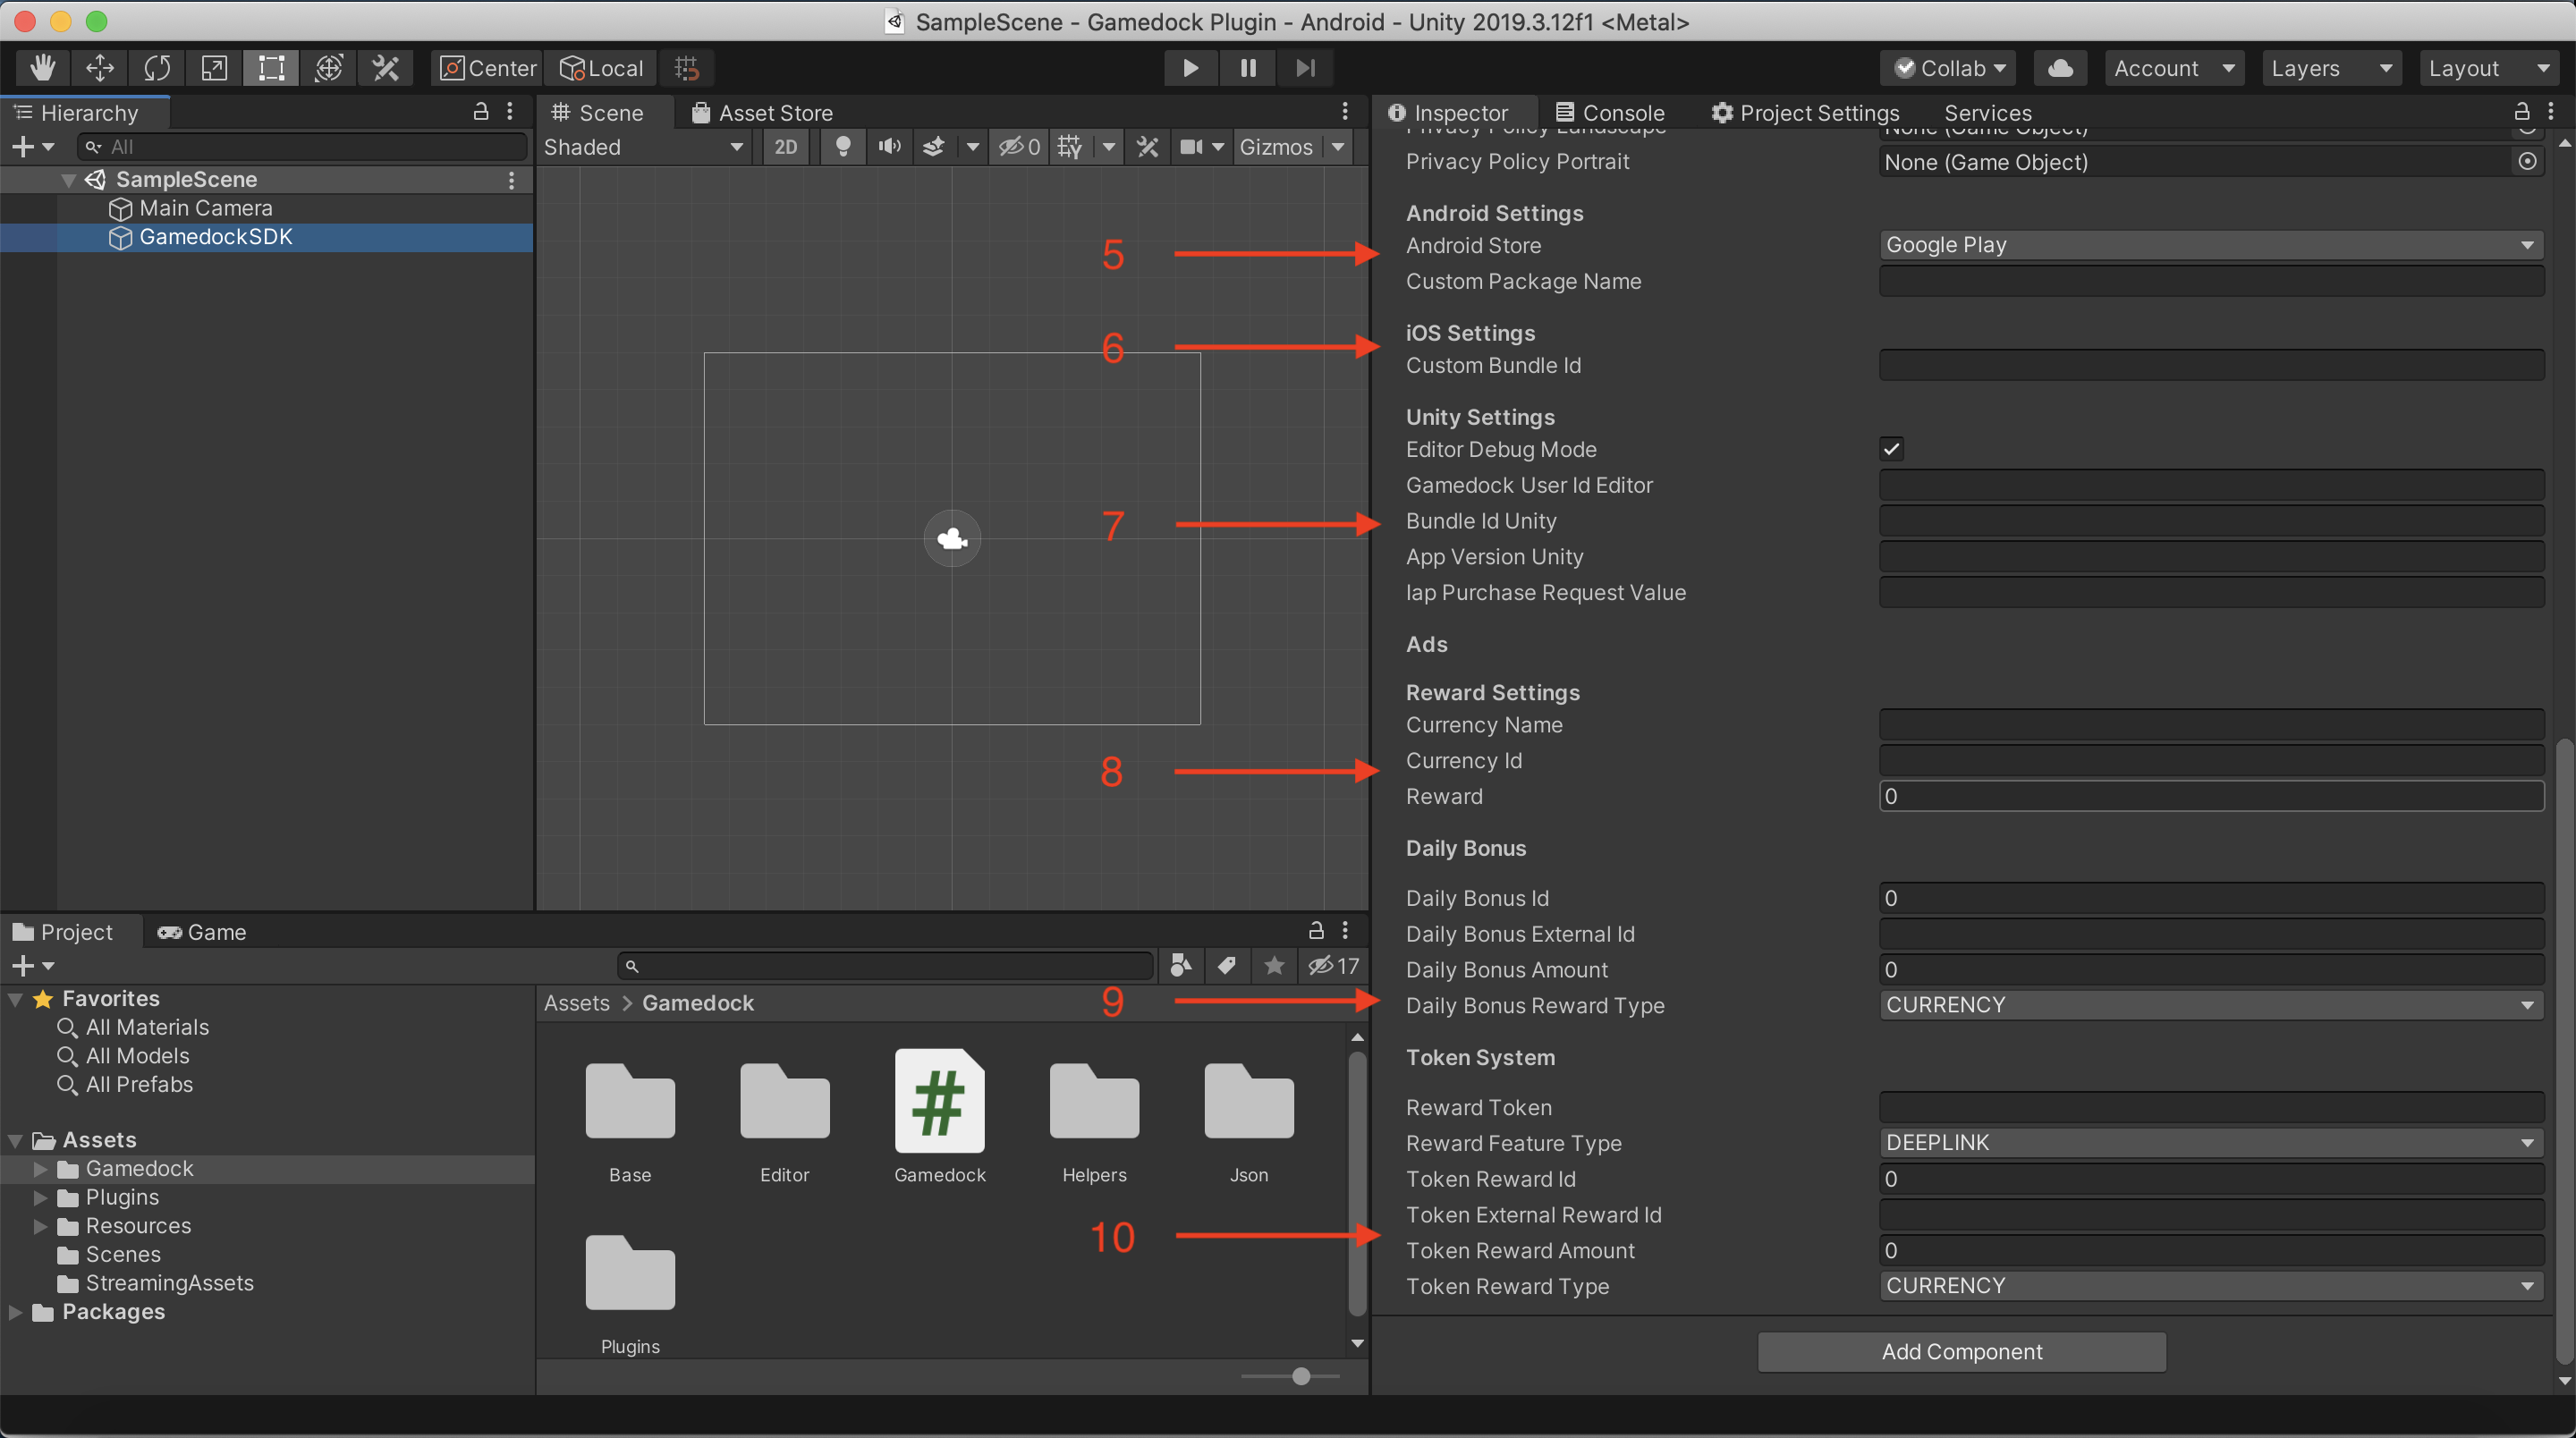 SampleScene - Gamedock Plugin - Android - Unity 2019.3.12f1 <Metal>
Center Local Collab Account Layers Layout
Hierarchy
All
SampleScene
Main Camera
GamedockSDK
Scene Asset Store
Shaded 2D 0 Gizmos
5
6
7
8
9
10
Inspector Console Project Settings Services
Privacy Policy Landscape None (Game Object)
Privacy Policy Portrait None (Game Object)
Android Settings
Android Store Google Play
Custom Package Name
iOS Settings
Custom Bundle Id
Unity Settings
Editor Debug Mode
Gamedock User Id Editor
Bundle Id Unity
App Version Unity
Iap Purchase Request Value
Ads
Reward Settings
Currency Name
Currency Id
Reward 0
Daily Bonus
Daily Bonus Id 0
Daily Bonus External Id
Daily Bonus Amount 0
Daily Bonus Reward Type CURRENCY
Token System
Reward Token
Reward Feature Type DEEPLINK
Token Reward Id 0
Token External Reward Id
Token Reward Amount 0
Token Reward Type CURRENCY
Add Component
Project Game
17
Favorites
All Materials
All Models
All Prefabs
Assets
Gamedock
Plugins
Resources
Scenes
StreamingAssets
Packages
Assets > Gamedock
Base Editor Gamedock Helpers Json
#
Plugins